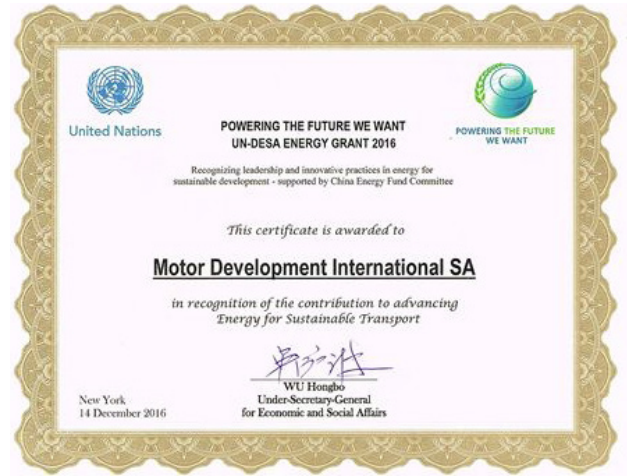 United Nations
POWERING THE FUTURE WE WANT
UN-DESA ENERGY GRANT 2016
POWERING THE FUTURE
WE WANT
Recognizing leadership and innovative practices in energy for
sustainable development - supported by China Energy Fund Committee
This certificate is awarded to
Motor Development International SA
in recognition of the contribution to advancing
Energy for Sustainable Transport
WU Hongbo
Under-Secretary-General
for Economic and Social Affairs
New York
14 December 2016